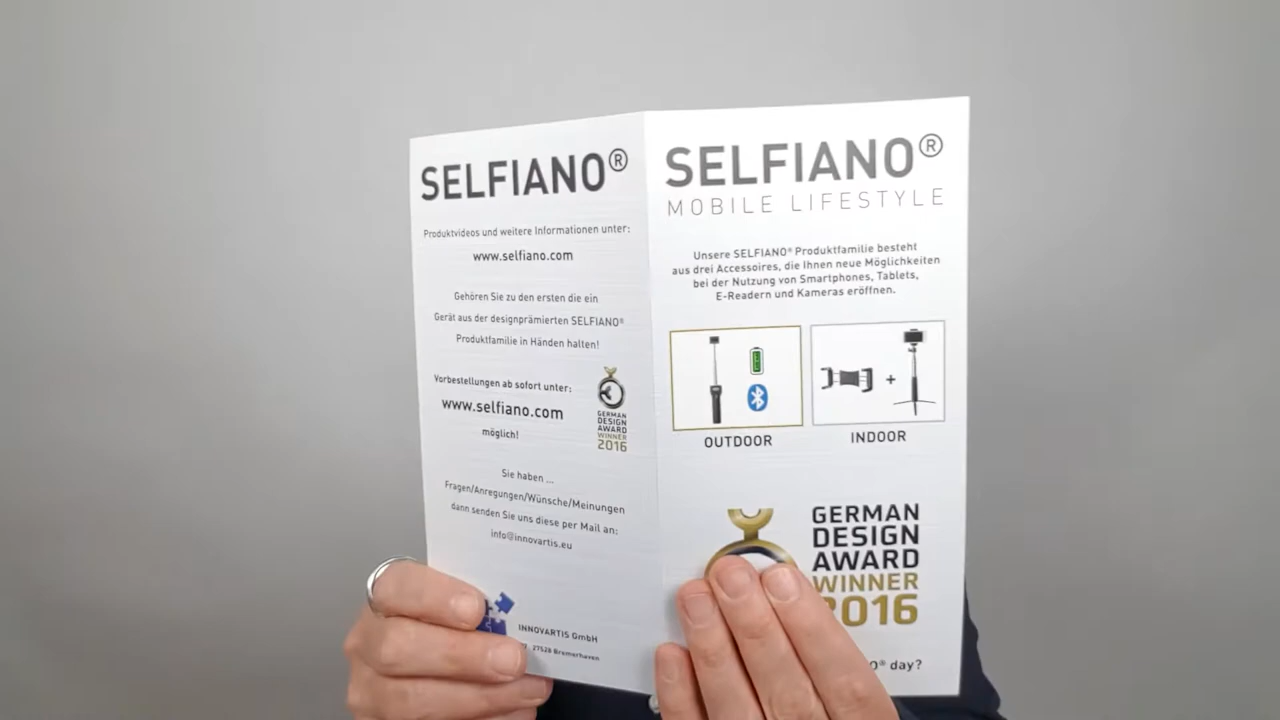 SELFIANO®
Produktvideos und weitere Informationen unter:
www.selfiano.com
Gehören Sie zu den ersten die ein
Gerät aus der designprämierten SELFIANO®
Produktfamilie in Händen halten!
Vorbestellungen ab sofort unter:
www.selfiano.com
möglich!
GERMAN
DESIGN
AWARD
WINNER
2016
Sie haben ...
Fragen/Anregungen/Wünsche/Meinungen
dann senden Sie uns diese per Mail an:
info@innovartis.eu
INNOVARTIS GmbH
27528 Bremerhaven
SELFIANO®
MOBILE LIFESTYLE
Unsere SELFIANO® Produktfamilie besteht
aus drei Accessoires, die Ihnen neue Möglichkeiten
bei der Nutzung von Smartphones, Tablets,
E-Readern und Kameras eröffnen.
OUTDOOR
INDOOR
GERMAN
DESIGN
AWARD
WINNER
2016
day?